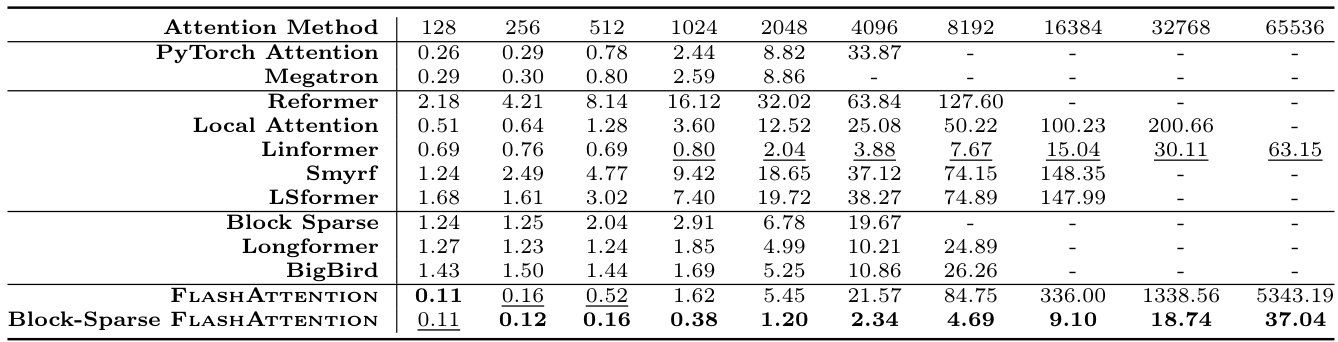 Attention Method 128 256 512 1024 2048 4096 8192 16384 32768 65536
PyTorch Attention 0.26 0.29 0.78 2.44 8.82 33.87 - - - -
Megatron 0.29 0.30 0.80 2.59 8.86 - - - - -
Reformer 2.18 4.21 8.14 16.12 32.02 63.84 127.60 - - -
Local Attention 0.51 0.64 1.28 3.60 12.52 25.08 50.22 100.23 200.66 -
Linformer 0.69 0.76 0.69 0.80 2.04 3.88 7.67 15.04 30.11 63.15
Smyrf 1.24 2.49 4.77 9.42 18.65 37.12 74.15 148.35 - -
LSformer 1.68 1.61 3.02 7.40 19.72 38.27 74.89 147.99 - -
Block Sparse 1.24 1.25 2.04 2.91 6.78 19.67 - - - -
Longformer 1.27 1.23 1.24 1.85 4.99 10.21 24.89 - - -
BigBird 1.43 1.50 1.44 1.69 5.25 10.86 26.26 - - -
FLASHATTENTION 0.11 0.16 0.52 1.62 5.45 21.57 84.75 336.00 1338.56 5343.19
Block-Sparse FLASHATTENTION 0.11 0.12 0.16 0.38 1.20 2.34 4.69 9.10 18.74 37.04